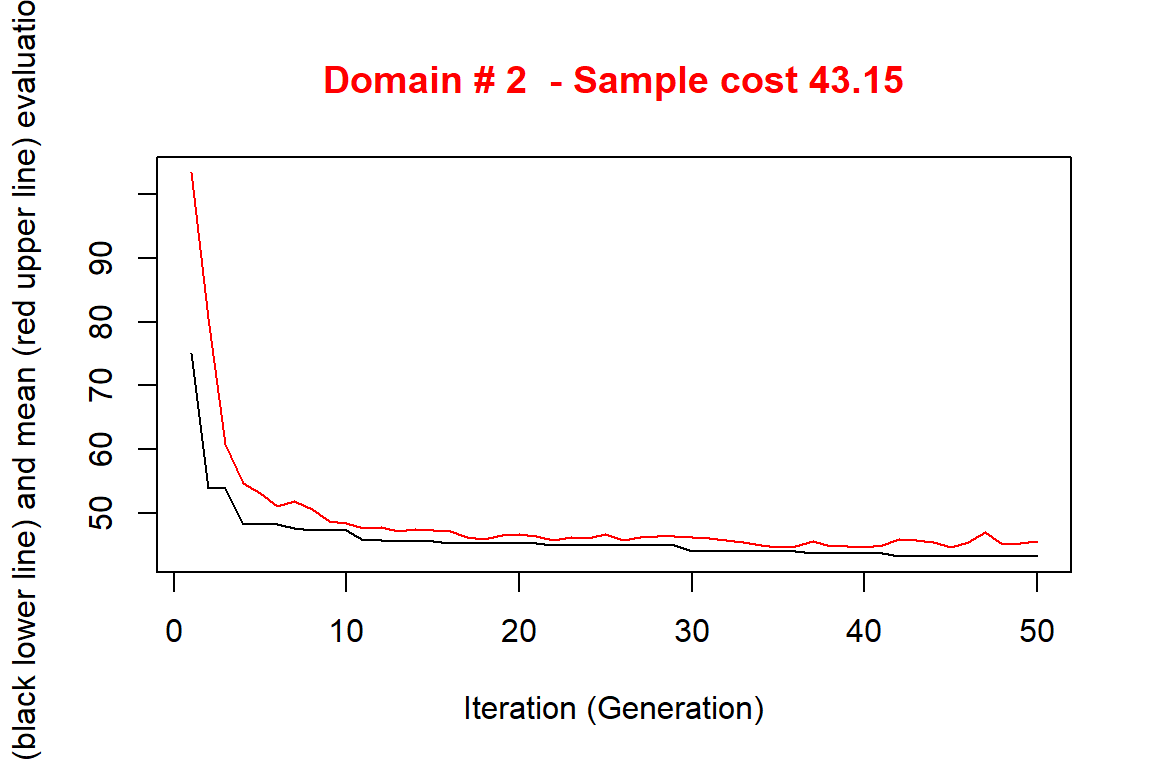 Domain # 2  - Sample cost 43.15
(black lower line) and mean (red upper line) evaluatio
90
80
70
60
50
0 10 20 30 40 50
Iteration (Generation)